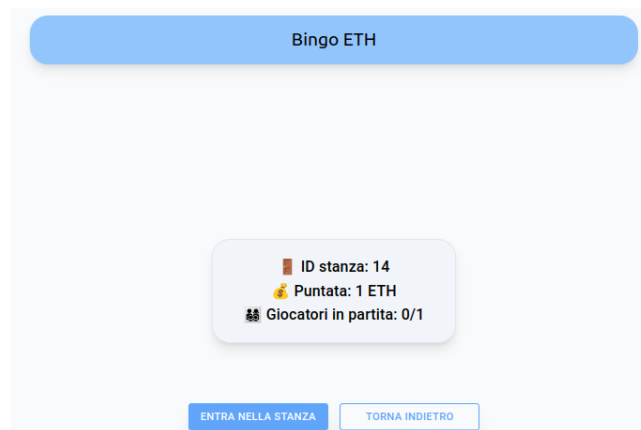 Bingo ETH
🚪 ID stanza: 14
💰 Puntata: 1 ETH
👨‍👩‍👧‍👦 Giocatori in partita: 0/1
ENTRA NELLA STANZA
TORNA INDIETRO